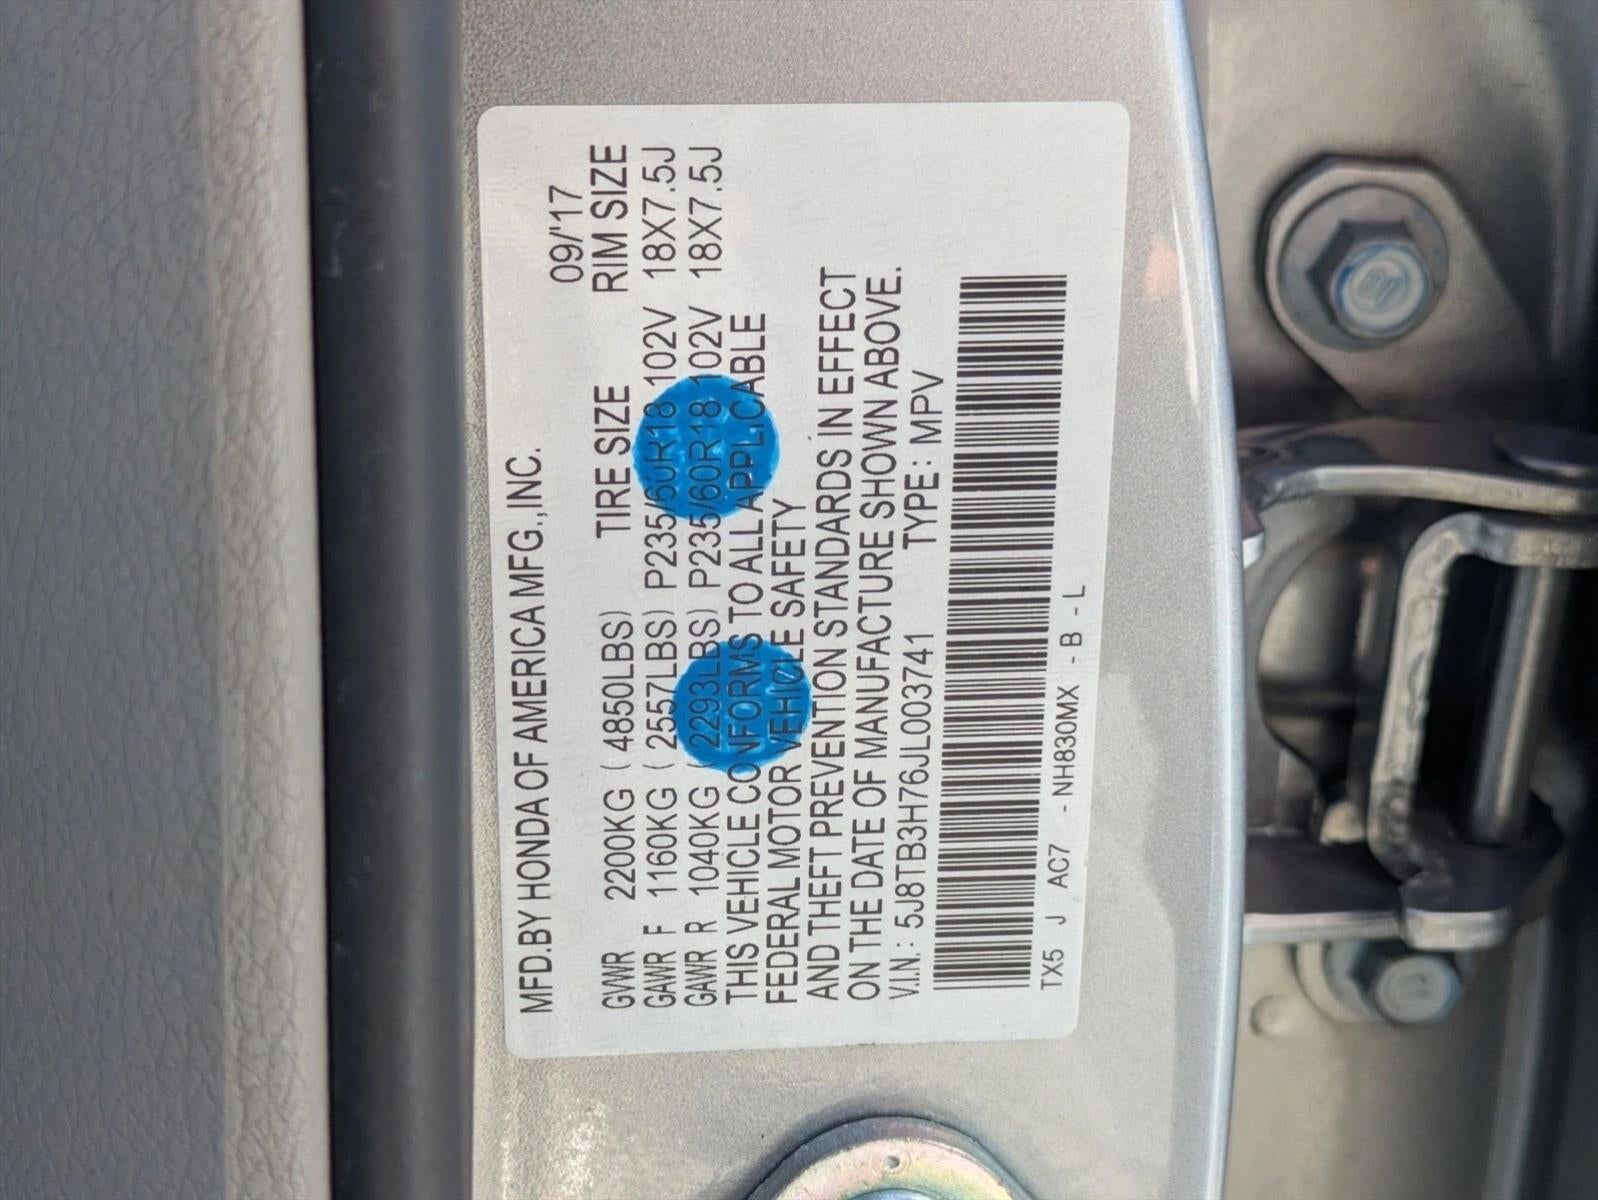 MFD.BY HONDA OF AMERICA MFG.,INC.
09/'17
TIRE SIZE RIM SIZE
GVWR 2200KG ( 4850LBS)
GAWR F 1160KG ( 2557LBS) P235/60R18 102V 18X7.5J
GAWR R 1040KG ( 2293LBS) P235/60R18 102V 18X7.5J
THIS VEHICLE CONFORMS TO ALL APPLICABLE
FEDERAL MOTOR VEHICLE SAFETY
AND THEFT PREVENTION STANDARDS IN EFFECT
ON THE DATE OF MANUFACTURE SHOWN ABOVE.
V.I.N.: 5J8TB3H76JL003741 TYPE: MPV
TX5 J AC7 - NH830MX - B - L